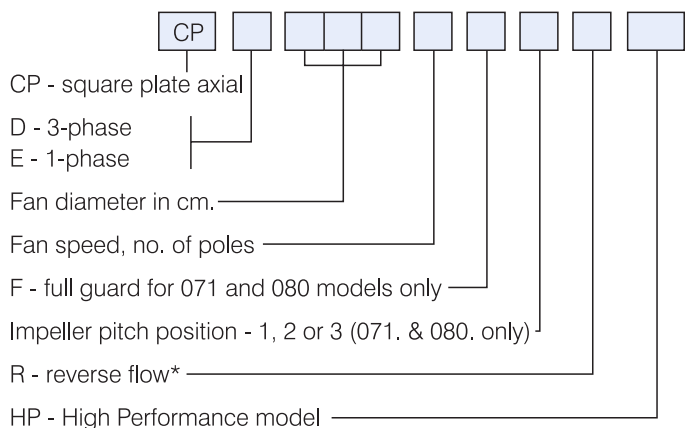 CP
CP - square plate axial
D - 3-phase
E - 1-phase
Fan diameter in cm.
Fan speed, no. of poles
F - full guard for 071 and 080 models only
Impeller pitch position - 1, 2 or 3 (071. & 080. only)
R - reverse flow*
HP - High Performance model